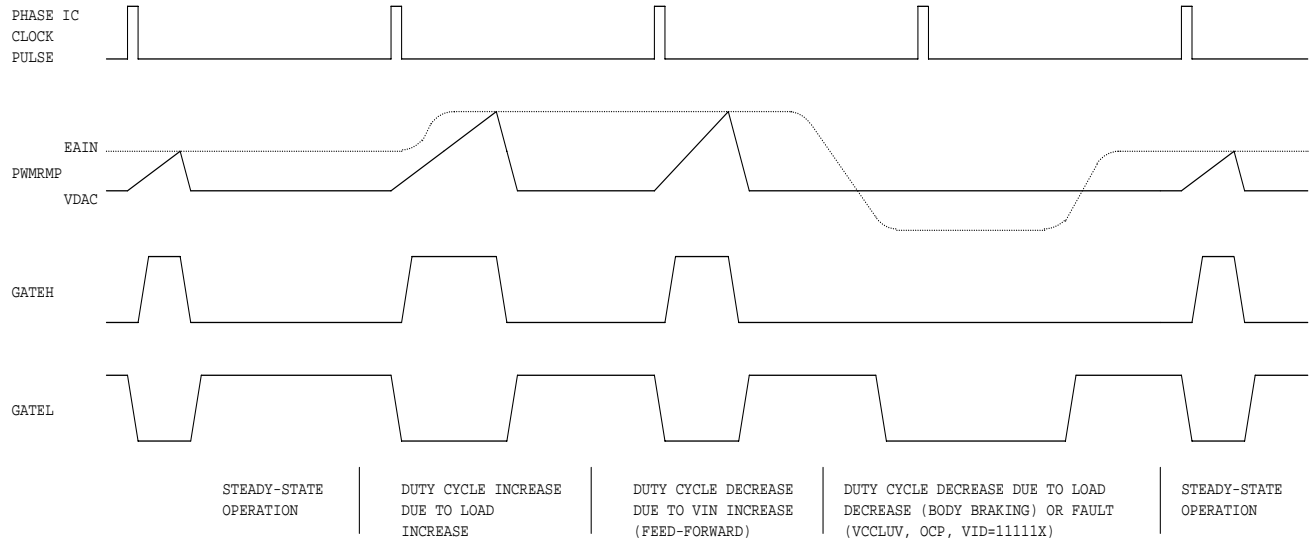 PHASE IC
CLOCK
PULSE
EAIN
PWMRMP
VDAC
GATEH
GATEL
STEADY-STATE
OPERATION
DUTY CYCLE INCREASE
DUE TO LOAD
INCREASE
DUTY CYCLE DECREASE
DUE TO VIN INCREASE
(FEED-FORWARD)
DUTY CYCLE DECREASE DUE TO LOAD
DECREASE (BODY BRAKING) OR FAULT
(VCCLUV, OCP, VID=11111X)
STEADY-STATE
OPERATION